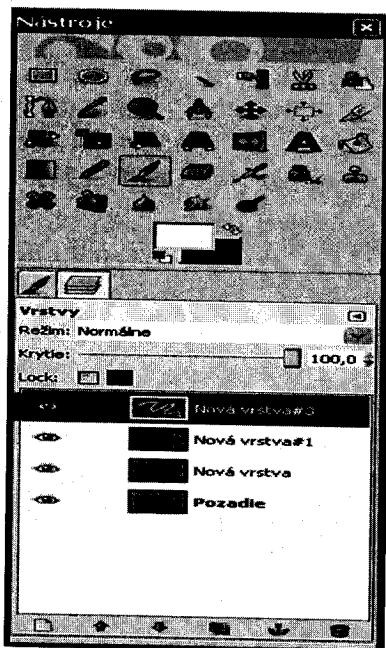 Nástroje
Vrstvy
Režim: Normálne
Krytie: 100,0
Lock:
Nová vrstva#3
Nová vrstva#1
Nová vrstva
Pozadie